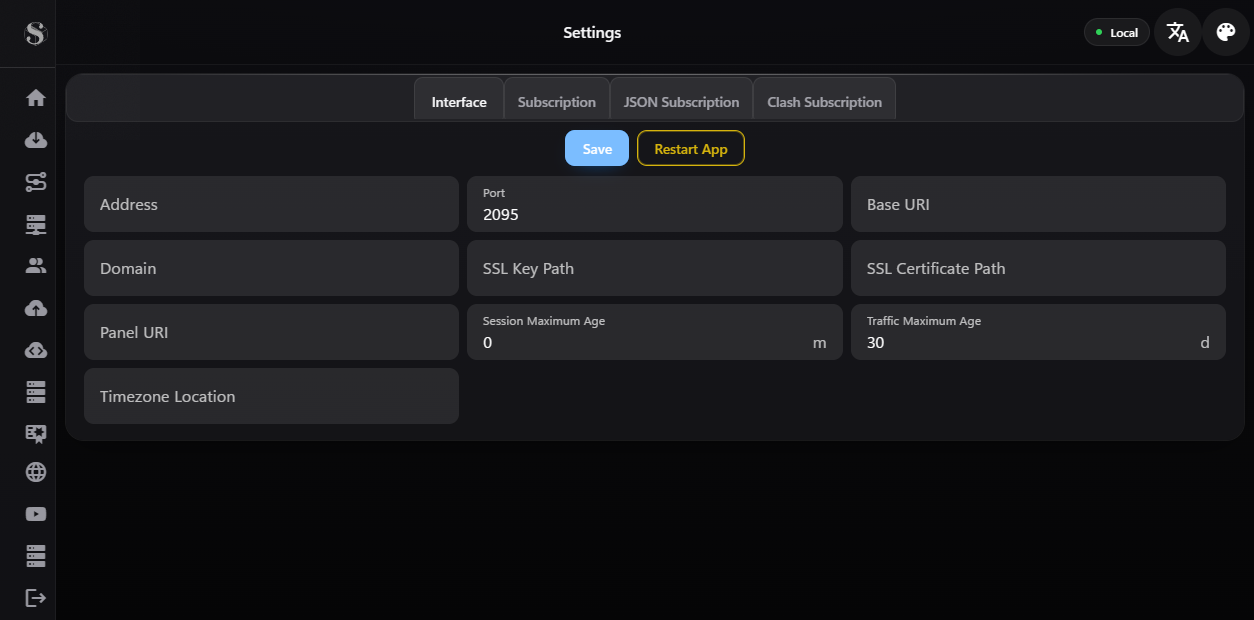 Settings
Local
Interface
Subscription
JSON Subscription
Clash Subscription
Save
Restart App
Address
Port
2095
Base URI
Domain
SSL Key Path
SSL Certificate Path
Panel URI
Session Maximum Age
0 m
Traffic Maximum Age
30 d
Timezone Location